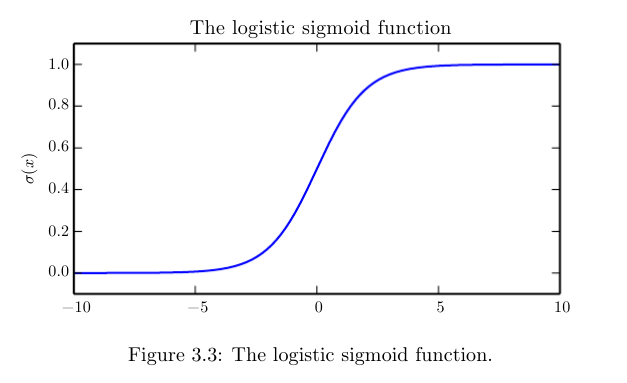 The logistic sigmoid function
1.0
0.8
0.6
0.4
0.2
0.0
σ(x)
−10 −5 0 5 10
Figure 3.3: The logistic sigmoid function.